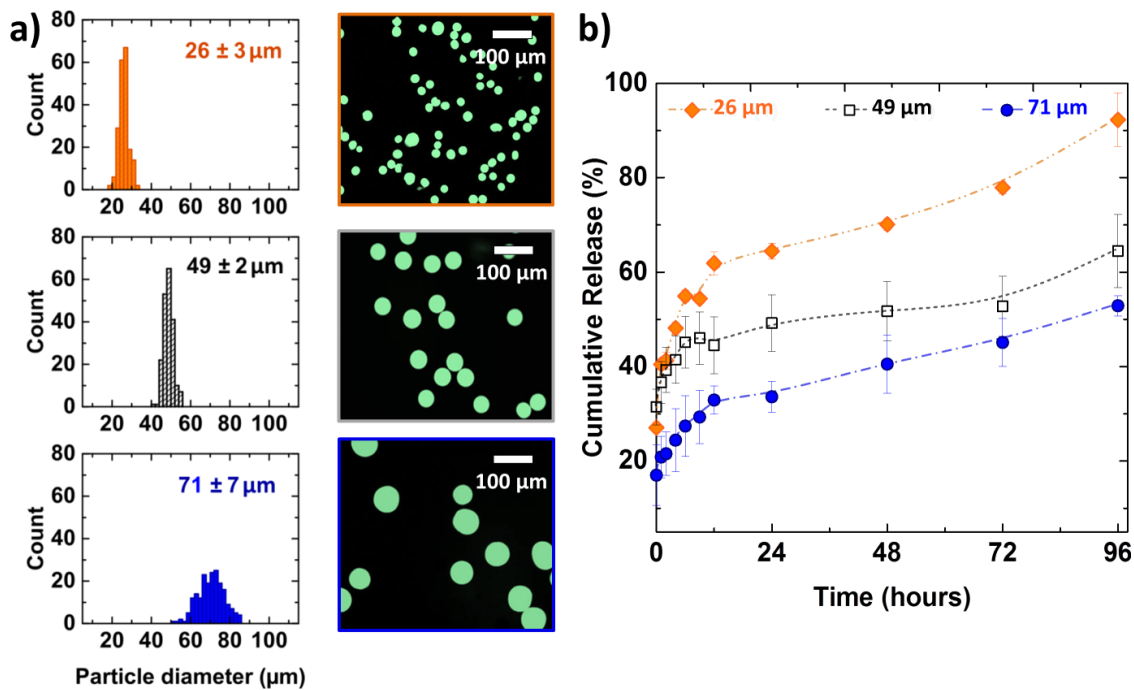 a)
80
60
40
20
0
Count
26 ± 3 µm
20 40 60 80 100
100 µm
80
60
40
20
0
Count
49 ± 2 µm
20 40 60 80 100
100 µm
80
60
40
20
0
Count
71 ± 7 µm
20 40 60 80 100
Particle diameter (µm)
100 µm
b)
26 µm 49 µm 71 µm
100
80
60
40
20
Cumulative Release (%)
0 24 48 72 96
Time (hours)